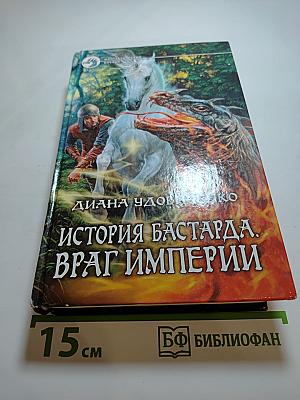 ДИАНА УДОВИЧЕНКО
ИСТОРИЯ БАСТАРДА.
ВРАГ ИМПЕРИИ
15 см
БФ БИБЛИОФАН